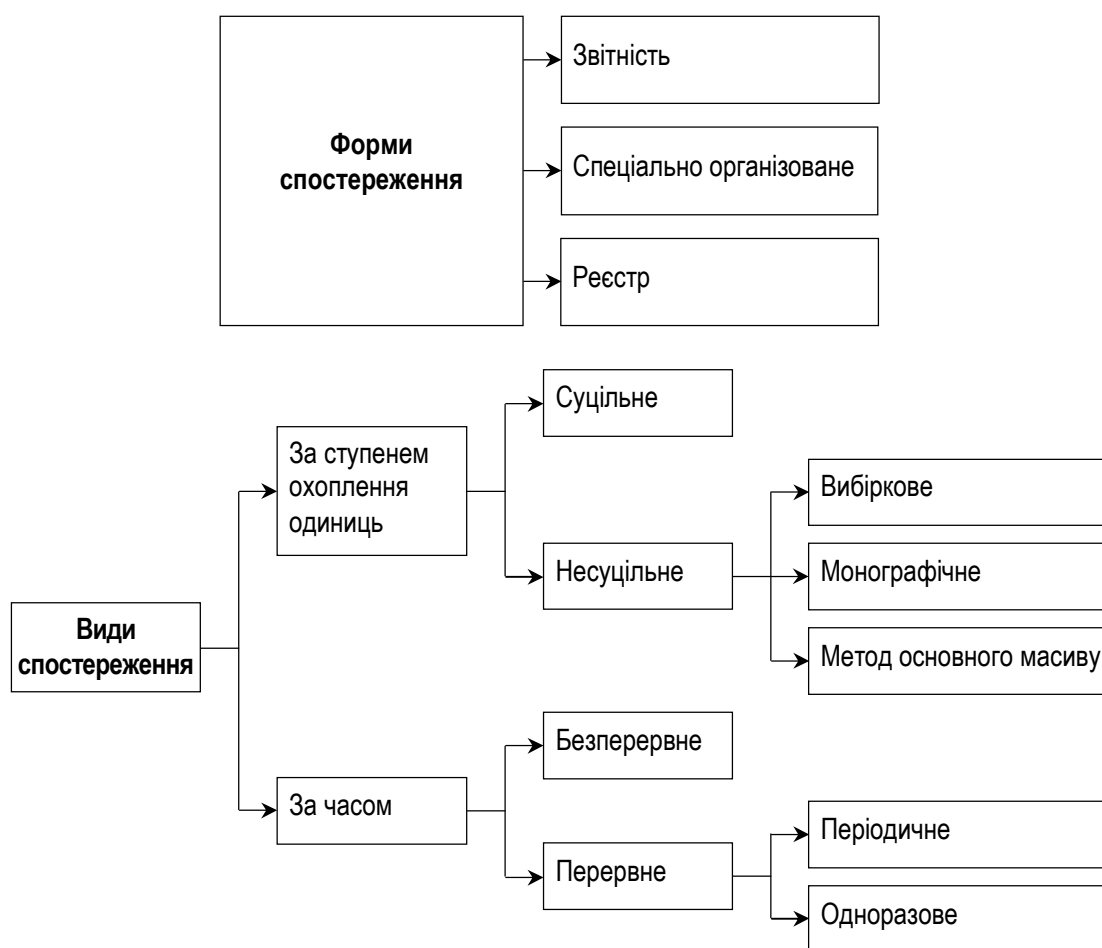 Форми
спостереження
Звітність
Спеціально організоване
Реєстр
Види
спостереження
За ступенем
охоплення
одиниць
Суцільне
Несуцільне
Вибіркове
Монографічне
Метод основного масиву
За часом
Безперервне
Перервне
Періодичне
Одноразове